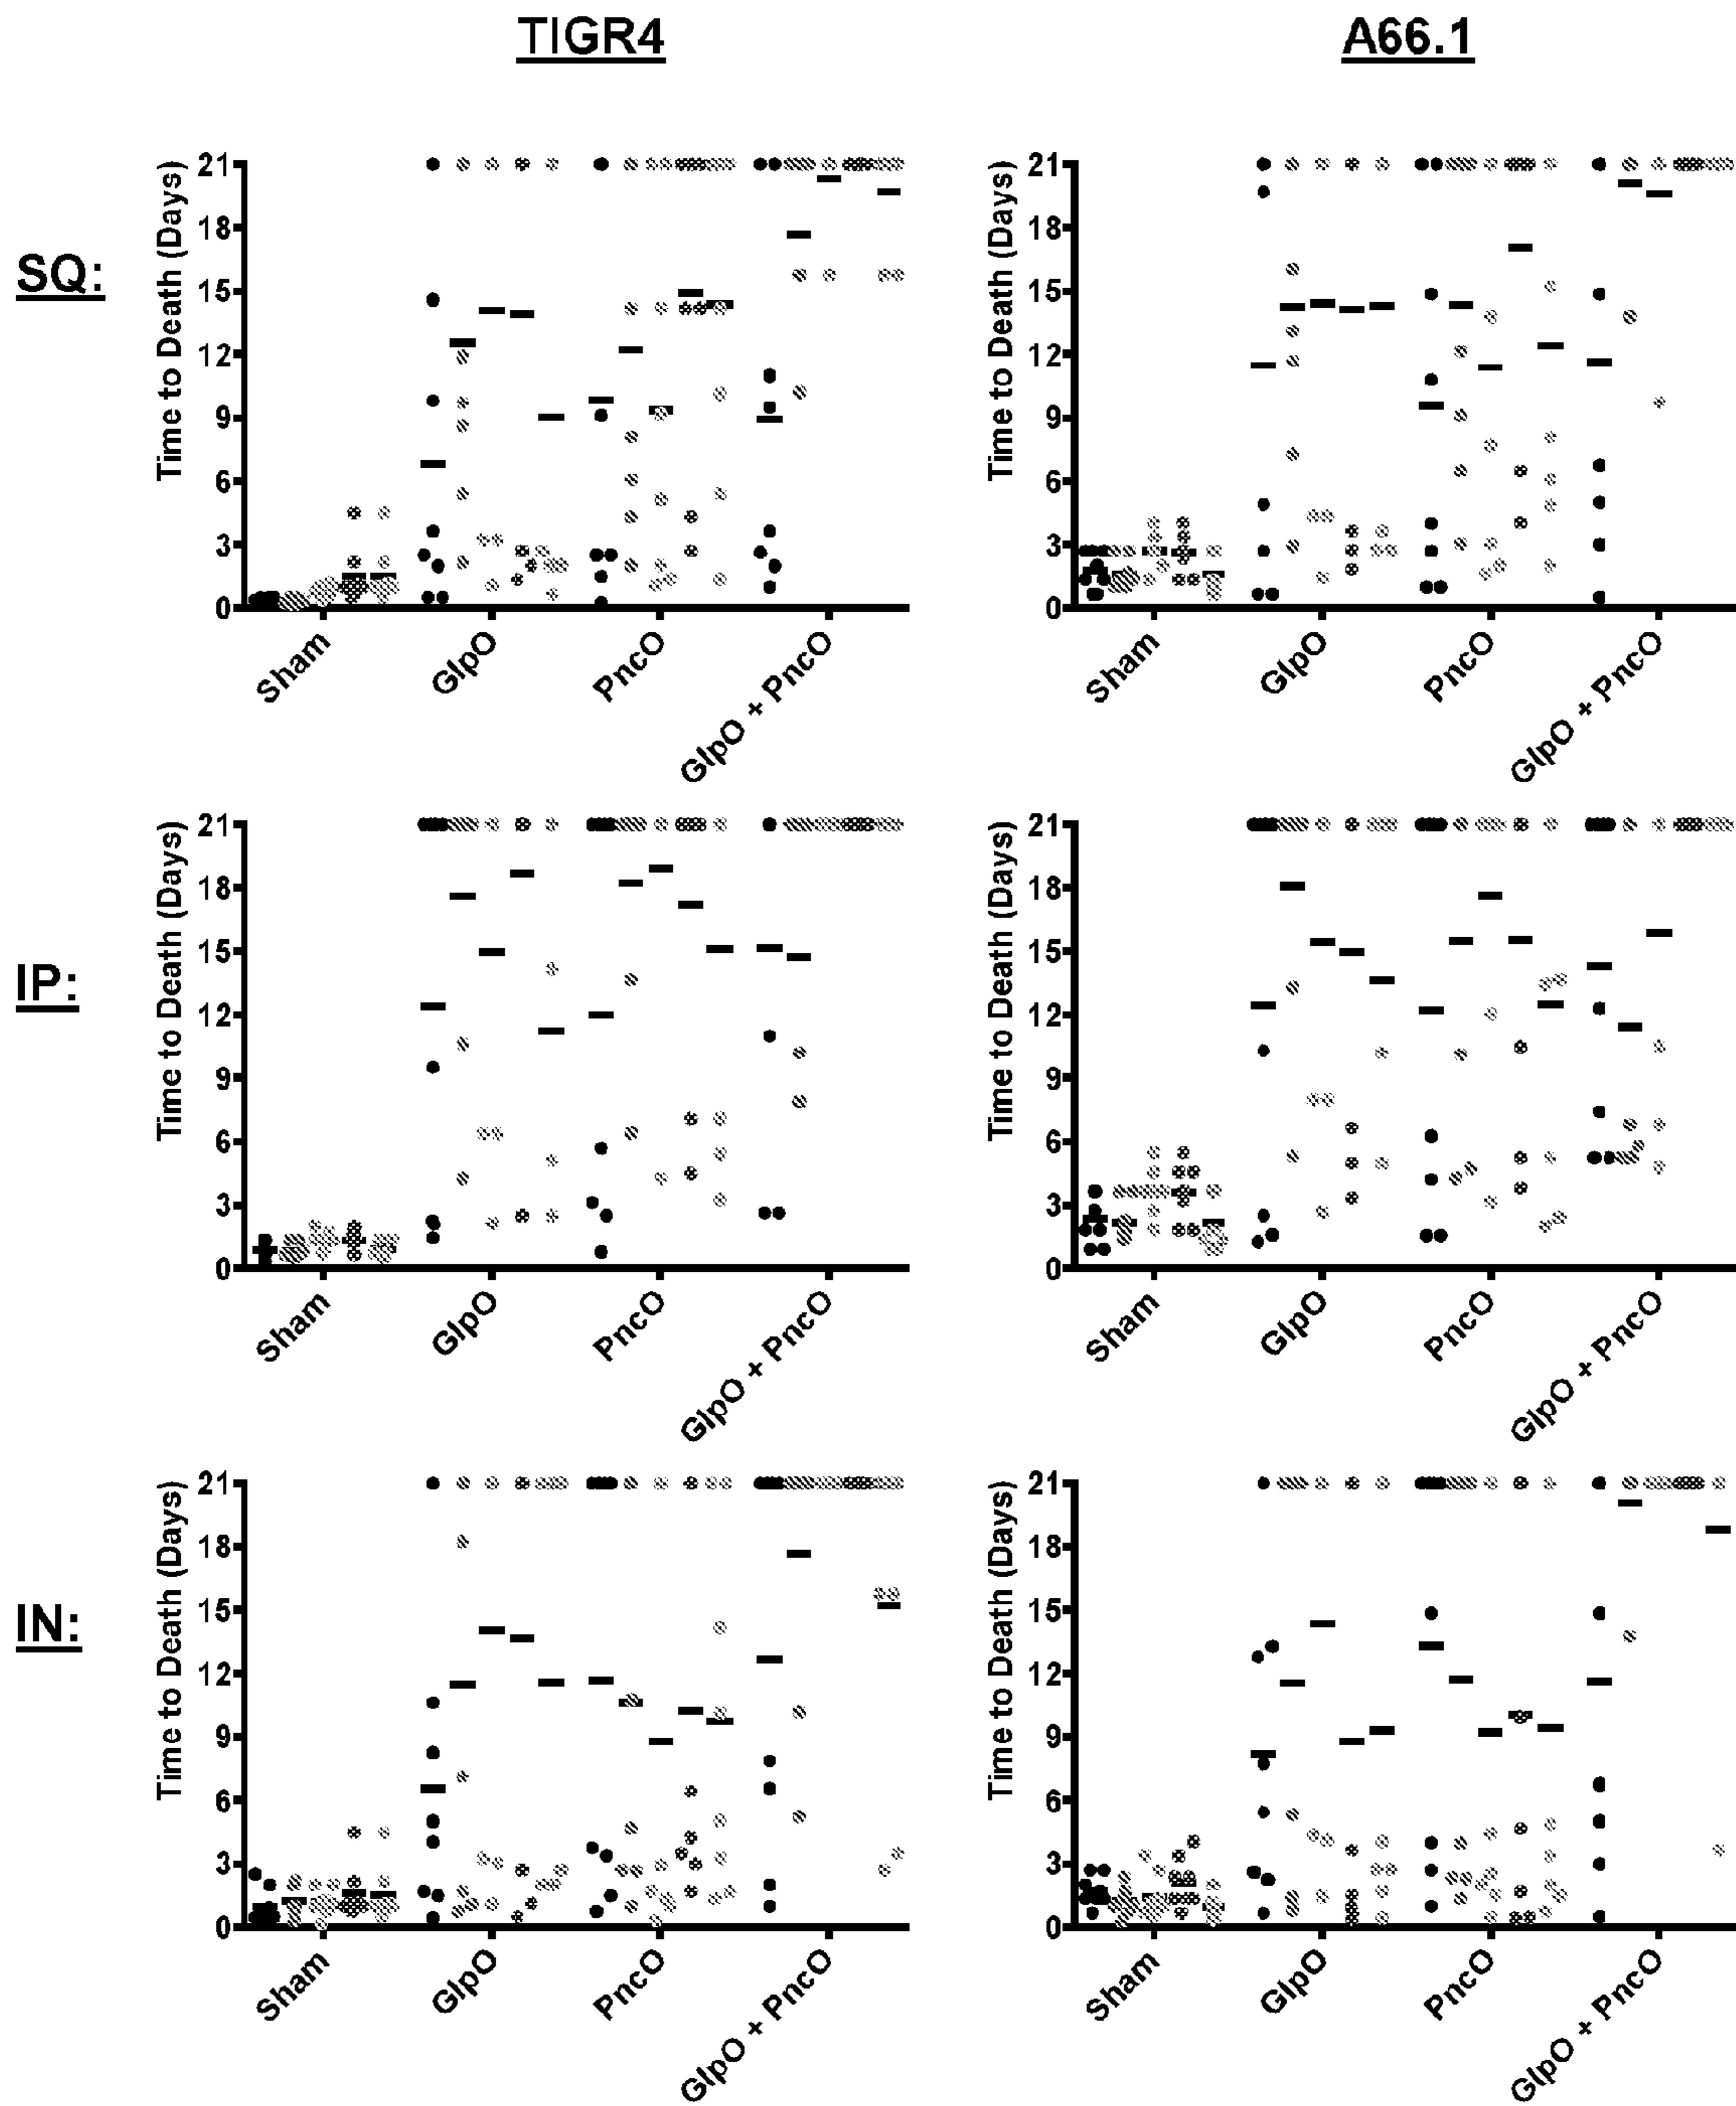 TIGR4
A66.1
SQ:
Time to Death (Days)
21
18
15
12
9
6
3
0
Sham
GlpO
PncO
GlpO + PncO
Time to Death (Days)
21
18
15
12
9
6
3
0
Sham
GlpO
PncO
GlpO + PncO
IP:
Time to Death (Days)
21
18
15
12
9
6
3
0
Sham
GlpO
PncO
GlpO + PncO
Time to Death (Days)
21
18
15
12
9
6
3
0
Sham
GlpO
PncO
GlpO + PncO
IN:
Time to Death (Days)
21
18
15
12
9
6
3
0
Sham
GlpO
PncO
GlpO + PncO
Time to Death (Days)
21
18
15
12
9
6
3
0
Sham
GlpO
PncO
GlpO + PncO